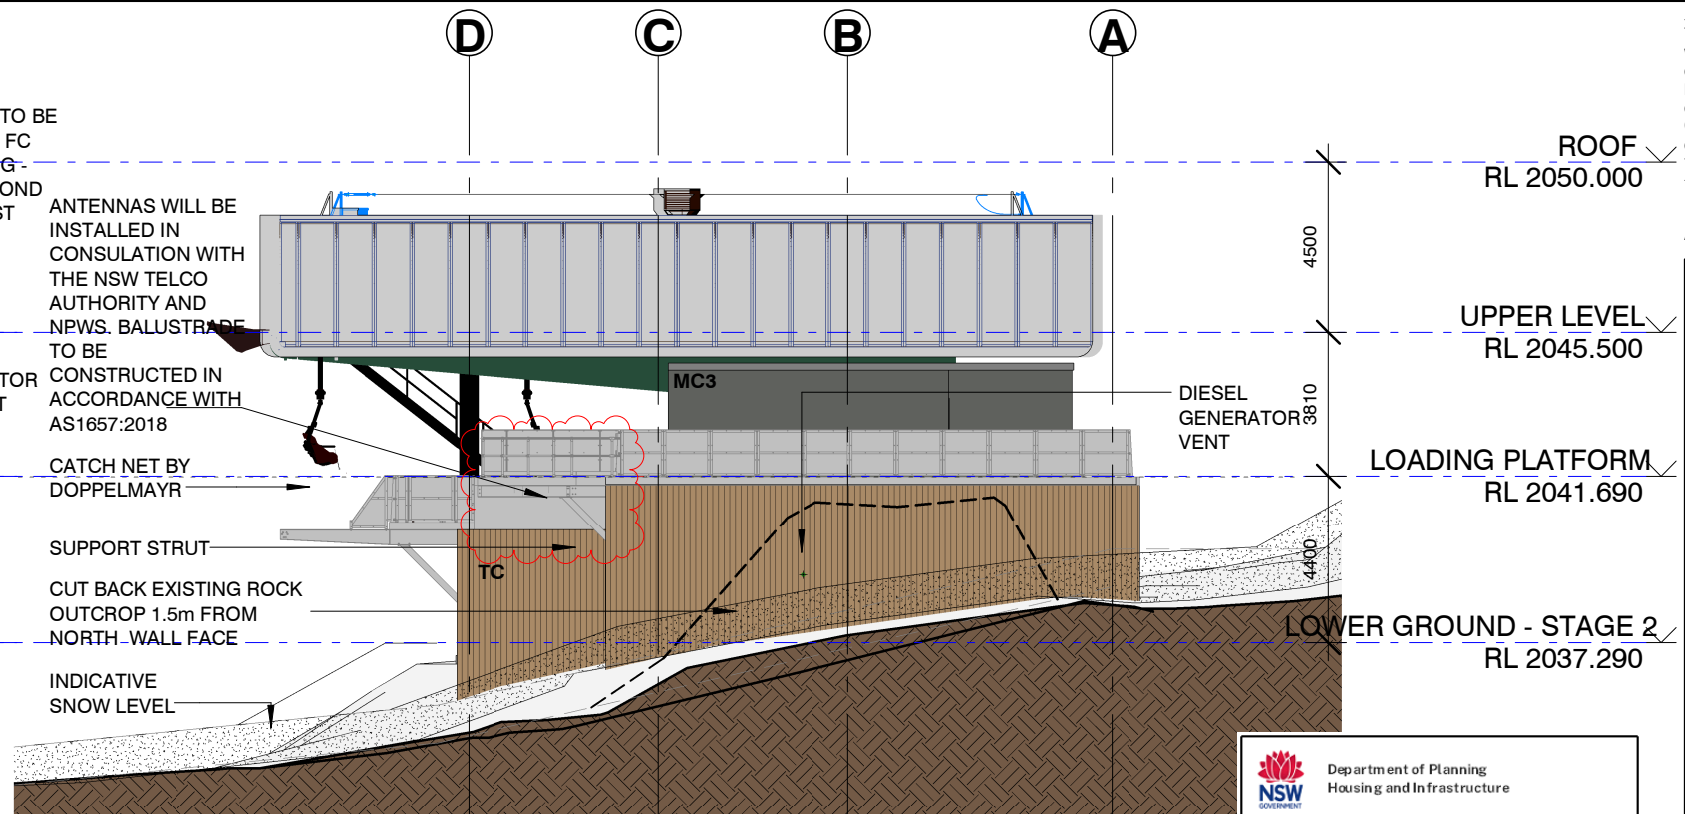 D
C
B
A
TO BE
FC
G -
OND
ST
ANTENNAS WILL BE
INSTALLED IN
CONSULATION WITH
THE NSW TELCO
AUTHORITY AND
NPWS. BALUSTRADE
TO BE
CONSTRUCTED IN
ACCORDANCE WITH
AS1657:2018
TOR
T
CATCH NET BY
DOPPELMAYR
SUPPORT STRUT
CUT BACK EXISTING ROCK
OUTCROP 1.5m FROM
NORTH WALL FACE
INDICATIVE
SNOW LEVEL
MC3
TC
DIESEL
GENERATOR
VENT
4500
3810
4400
ROOF
RL 2050.000
UPPER LEVEL
RL 2045.500
LOADING PLATFORM
RL 2041.690
LOWER GROUND - STAGE 2
RL 2037.290
NSW
GOVERNMENT
Department of Planning
Housing and Infrastructure